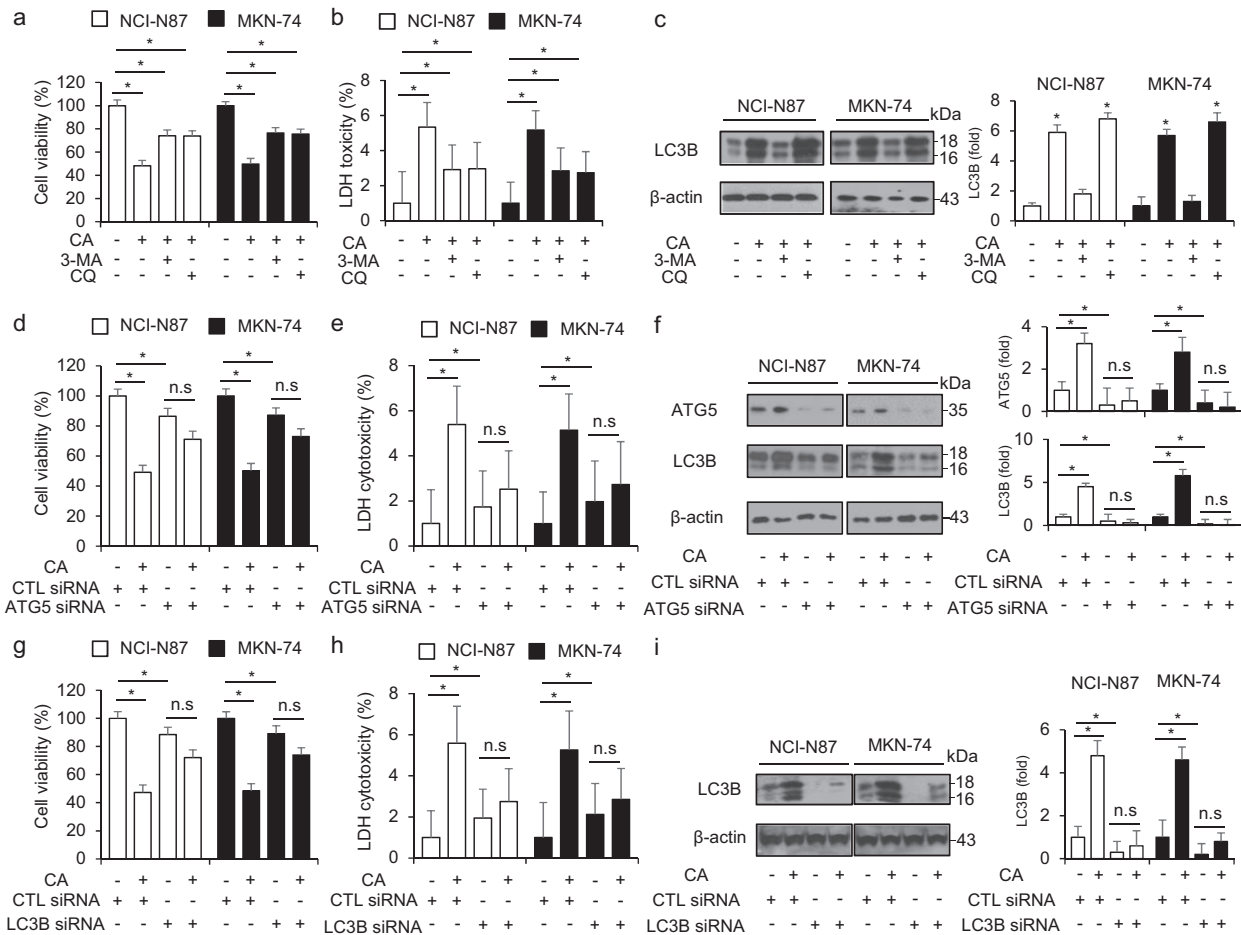 a
NCI-N87 MKN-74
Cell viability (%)
* * * * * *
120
100
80
60
40
20
0
CA - + + + - + + +
3-MA + +
CQ + +
b
NCI-N87 MKN-74
LDH toxicity (%)
* * * * * *
8
6
4
2
0
CA - + + + - + + +
3-MA + +
CQ + +
c
NCI-N87 MKN-74 kDa
LC3B -18
-16
β-actin -43
CA - + + + - + + +
3-MA + +
CQ + +
NCI-N87 MKN-74
LC3B (fold)
* * * *
8
6
4
2
0
CA - + + + - + + +
3-MA + +
CQ + +
d
NCI-N87 MKN-74
Cell viability (%)
* * n.s * * n.s
120
100
80
60
40
20
0
CA - + - + - + - +
CTL siRNA + + - - + + - -
ATG5 siRNA - - + + - - + +
e
NCI-N87 MKN-74
LDH cytotoxicity (%)
* * n.s * * n.s
8
6
4
2
0
CA - + - + - + - +
CTL siRNA + + - - + + - -
ATG5 siRNA - - + + - - + +
f
NCI-N87 MKN-74
kDa
ATG5 -35
LC3B -18
-16
β-actin -43
CA - + - + - + - +
CTL siRNA + + - - + + - -
ATG5 siRNA - - + + - - + +
ATG5 (fold)
* * n.s * * n.s
4
2
0
LC3B (fold)
* * n.s * * n.s
10
5
0
CA - + - + - + - +
CTL siRNA + + - - + + - -
ATG5 siRNA - - + + - - + +
g
NCI-N87 MKN-74
Cell viability (%)
* * n.s * * n.s
120
100
80
60
40
20
0
CA - + - + - + - +
CTL siRNA + + - - + + - -
LC3B siRNA - - + + - - + +
h
NCI-N87 MKN-74
LDH cytotoxicity (%)
* * n.s * * n.s
8
6
4
2
0
CA - + - + - + - +
CTL siRNA + + - - + + - -
LC3B siRNA - - + + - - + +
i
NCI-N87 MKN-74 kDa
LC3B -18
-16
β-actin -43
CA - + - + - + - +
CTL siRNA + + - - + + - -
LC3B siRNA - - + + - - + +
NCI-N87 MKN-74
LC3B (fold)
* * n.s * * n.s
8
6
4
2
0
CA - + - + - + - +
CTL siRNA + + - - + + - -
LC3B siRNA - - + + - - + +